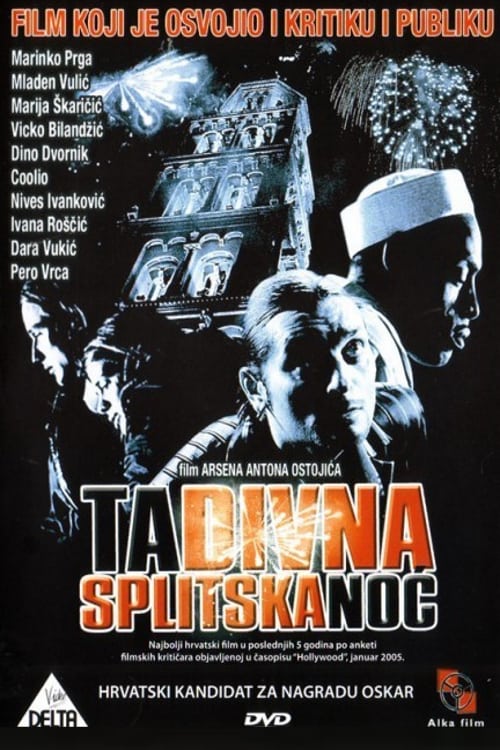 FILM KOJI JE OSVOJIO I KRITIKU I PUBLIKU
Marinko Prga
Mladen Vulić
Marija Škaričić
Vicko Bilandžić
Dino Dvornik
Coolio
Nives Ivanković
Ivana Roščić
Dara Vukić
Pero Vrca
film ARSENA ANTONA OSTOJIĆA
TA DIVNA
SPLITSKA NOĆ
Najbolji hrvatski film u poslednjih 5 godina po anketi
filmskih kritičara objavljenoj u časopisu "Hollywood", januar 2005.
HRVATSKI KANDIDAT ZA NAGRADU OSKAR
Video
DELTA
DVD
Alka film